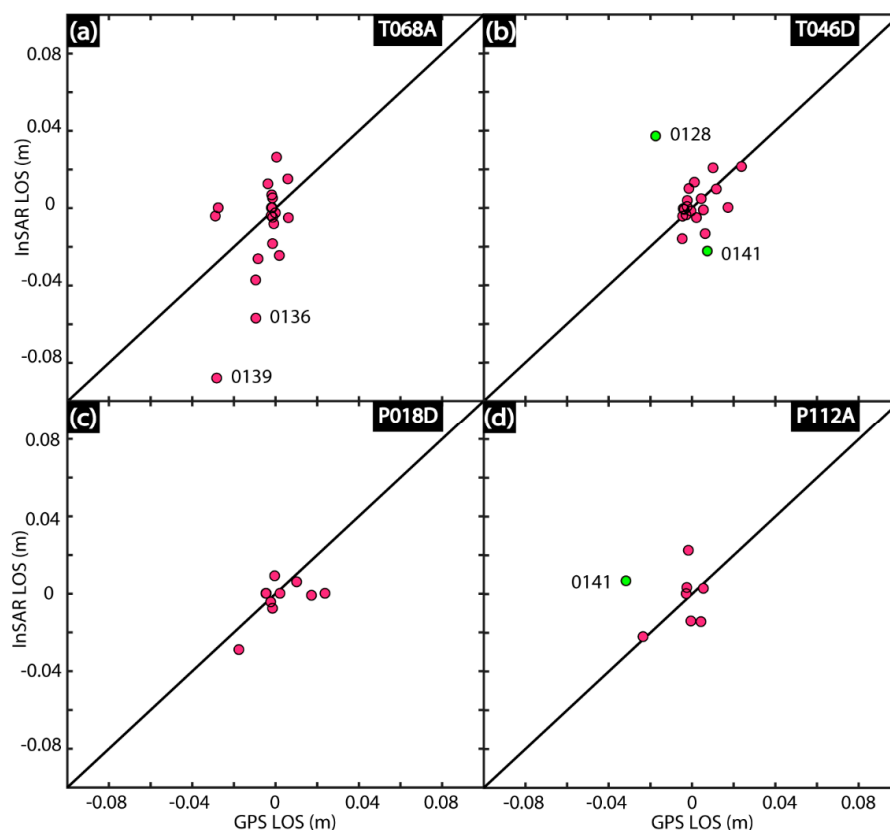 (a) T068A
(b) T046D
0.08
0.04
0
-0.04
-0.08
InSAR LOS (m)
0136
0139
0128
0141
(c) P018D
(d) P112A
0.08
0.04
0
-0.04
-0.08
InSAR LOS (m)
0141
-0.08 -0.04 0 0.04 0.08
GPS LOS (m)
-0.08 -0.04 0 0.04 0.08
GPS LOS (m)